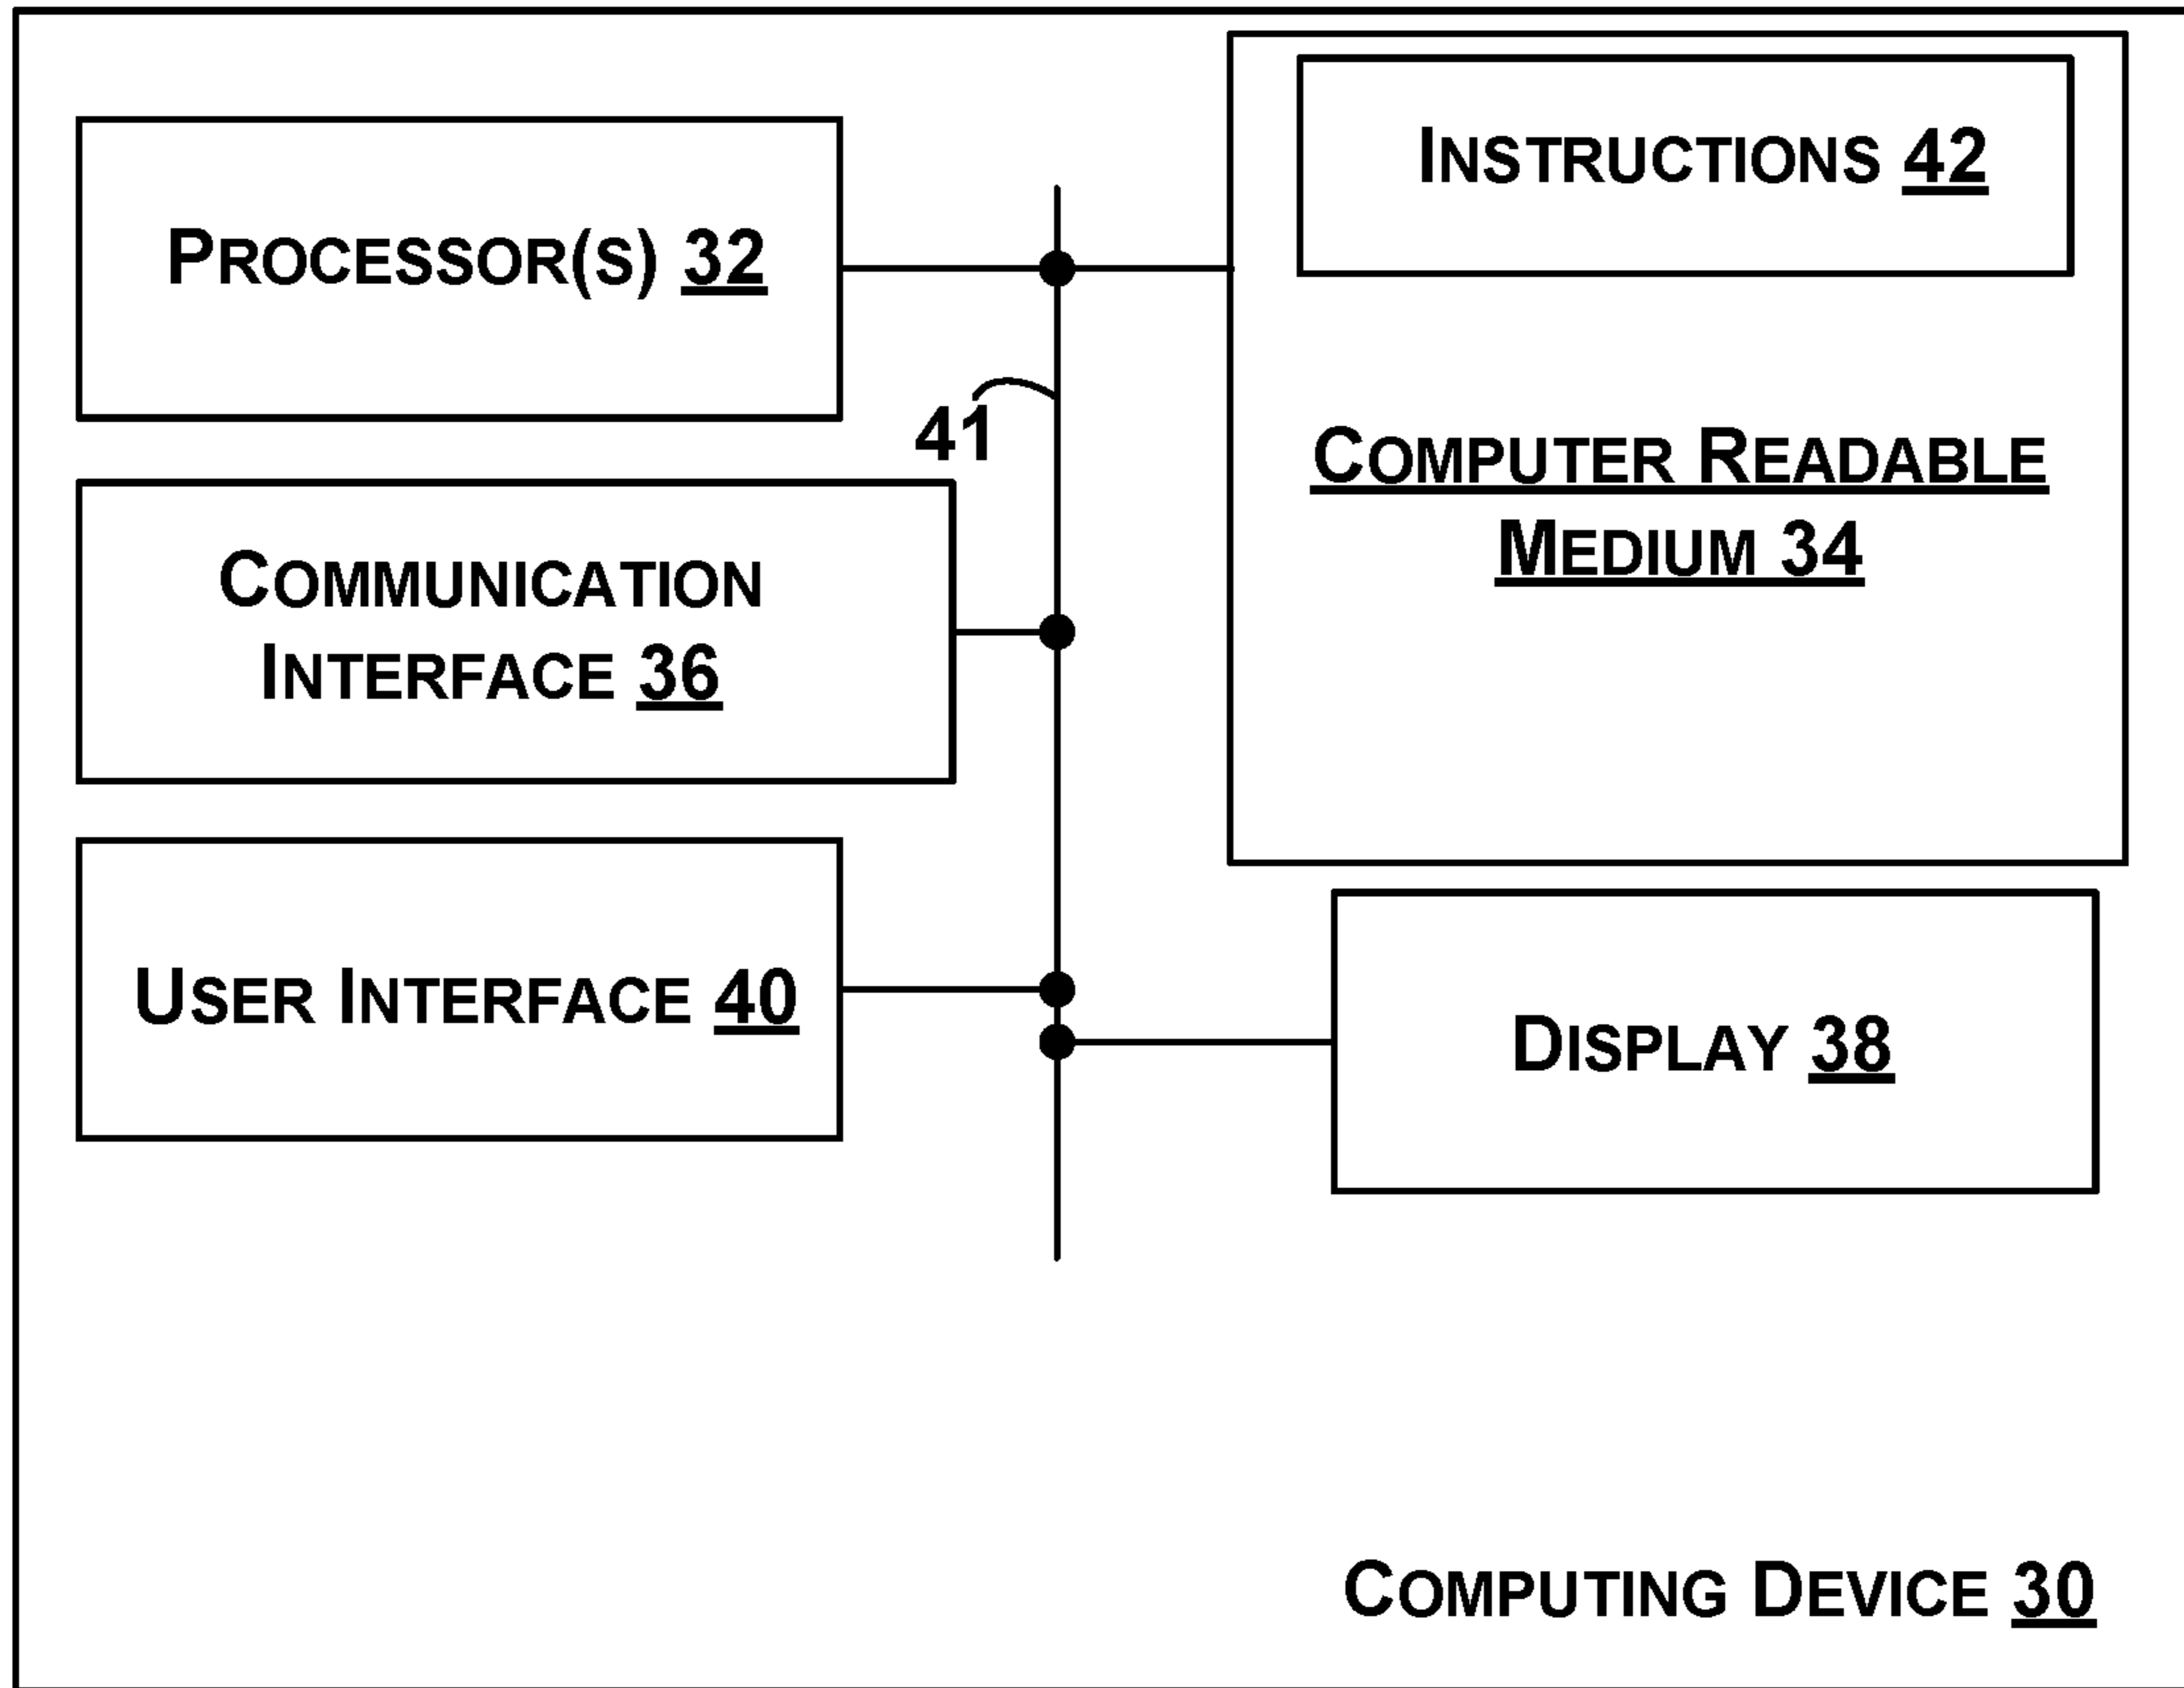 PROCESSOR(S) 32
INSTRUCTIONS 42
41
COMPUTER READABLE
MEDIUM 34
COMMUNICATION
INTERFACE 36
USER INTERFACE 40
DISPLAY 38
COMPUTING DEVICE 30